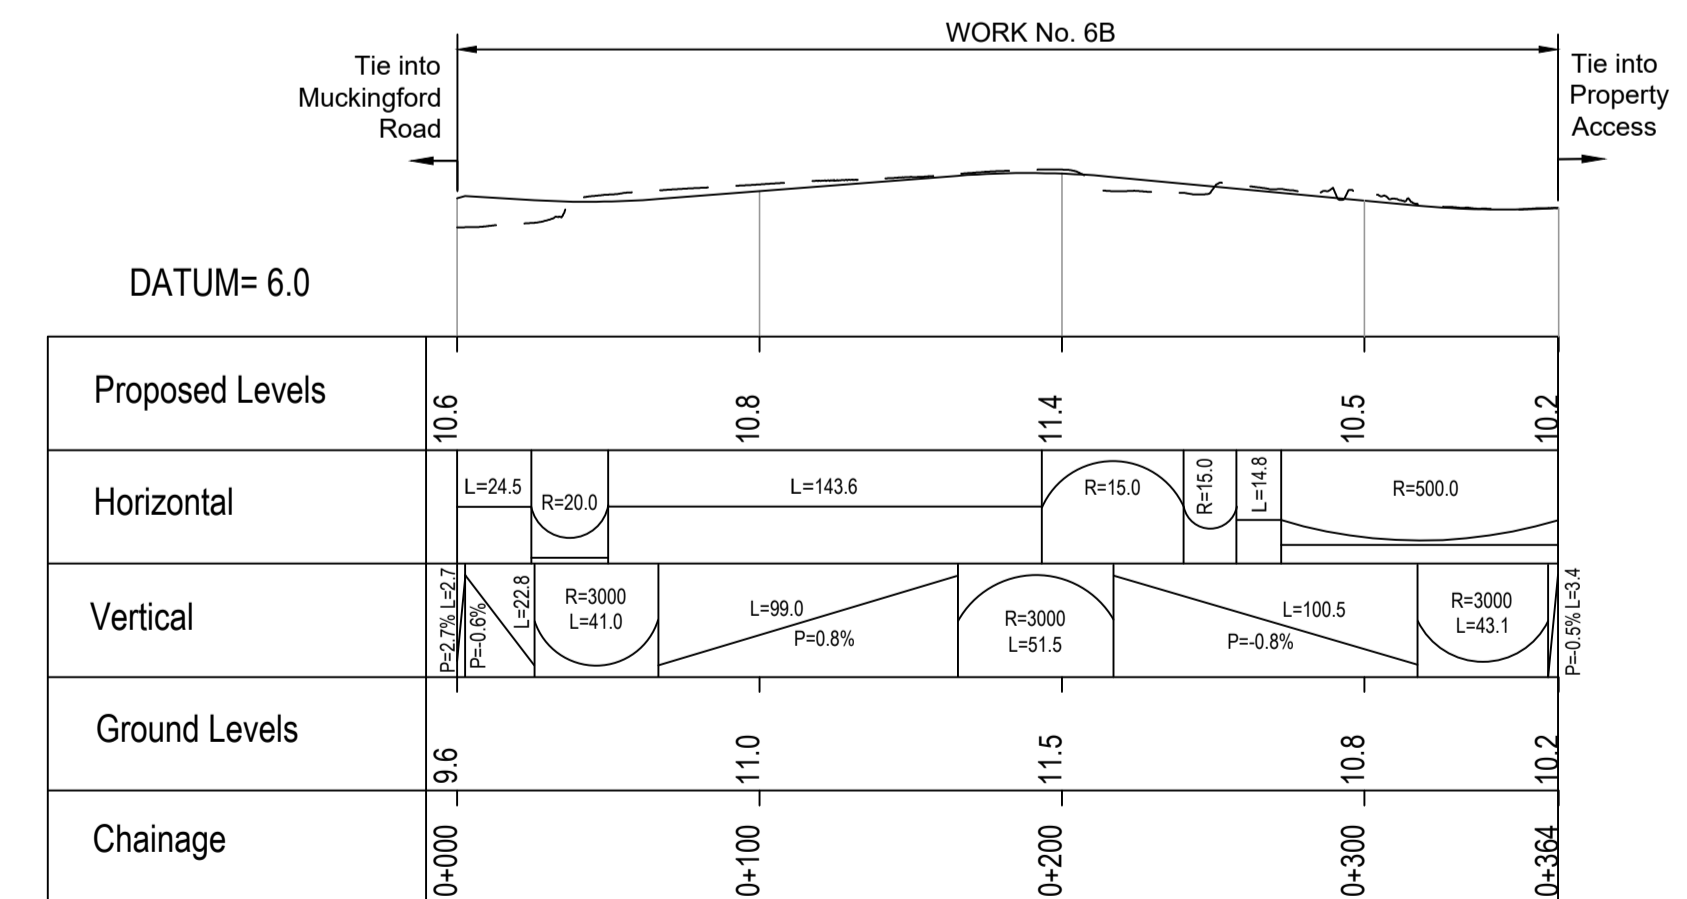 WORK No. 6B
Tie into
Muckingford
Road
Tie into
Property
Access
DATUM= 6.0
Proposed Levels
10.6
10.8
11.4
10.5
10.2
Horizontal
L=24.5
R=20.0
L=143.6
R=15.0
R=15.0
L=14.8
R=500.0
Vertical
P=2.7% L=2.7
P=-0.6%
L=22.8
R=3000
L=41.0
L=99.0
P=0.8%
R=3000
L=51.5
L=100.5
P=-0.8%
R=3000
L=43.1
P=-0.5% L=3.4
Ground Levels
9.6
11.0
11.5
10.8
10.2
Chainage
0+000
0+100
0+200
0+300
0+364